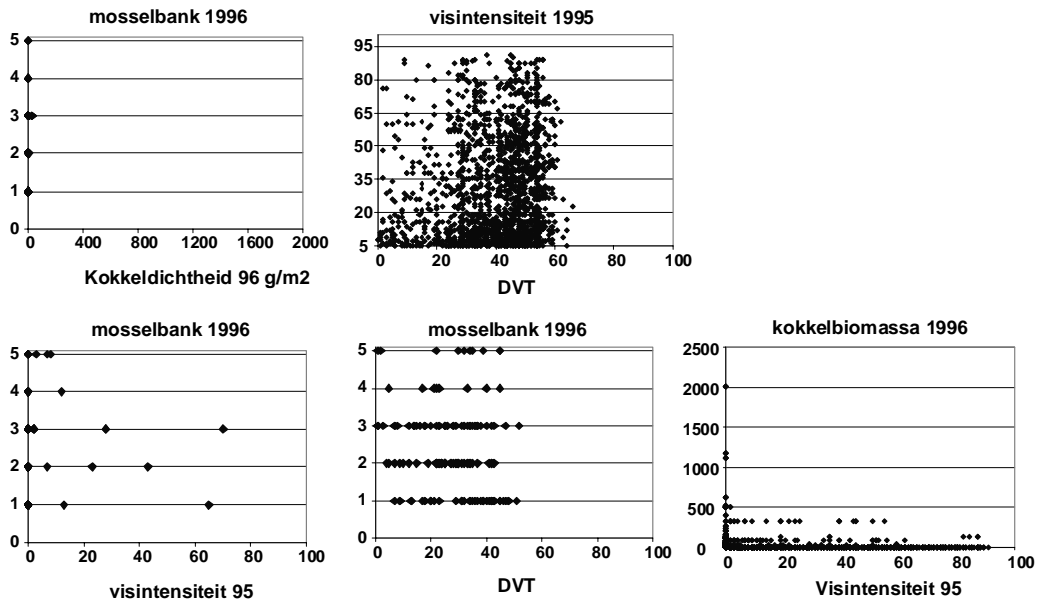 mosselbank 1996
5
4
3
2
1
0
0 400 800 1200 1600 2000
Kokkeldichtheid 96 g/m2
visintensiteit 1995
95
80
65
50
35
20
5
0 20 40 60 80 100
DVT
mosselbank 1996
5
4
3
2
1
0
0 20 40 60 80 100
visintensiteit 95
mosselbank 1996
5
4
3
2
1
0
0 20 40 60 80 100
DVT
kokkelbiomassa 1996
2500
2000
1500
1000
500
0
0 20 40 60 80 100
Visintensiteit 95